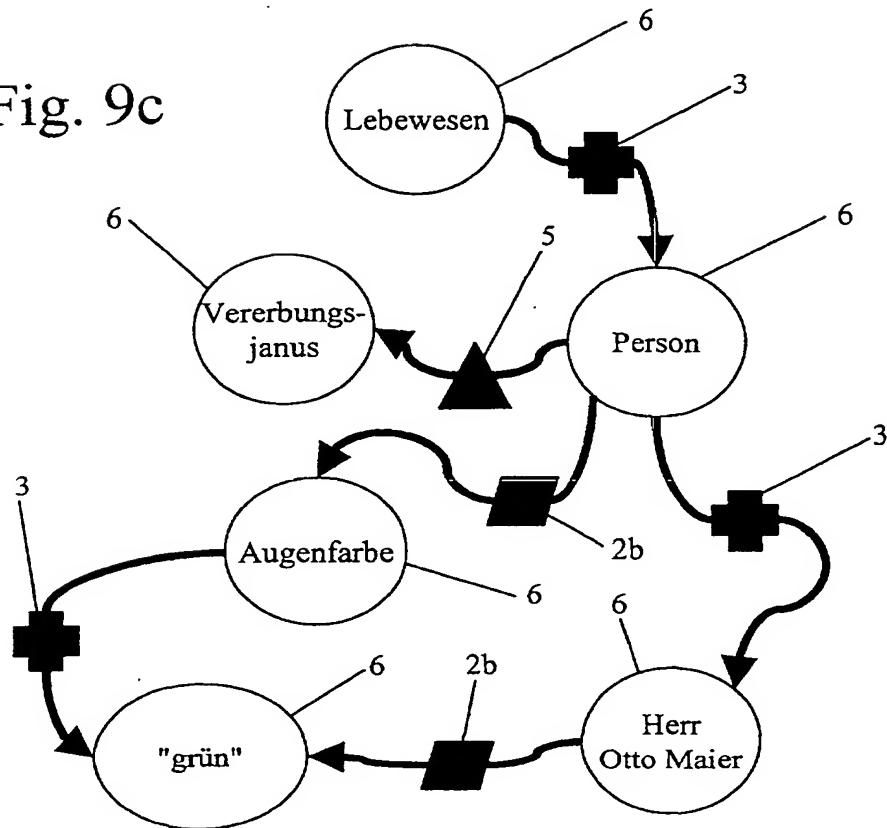 6
Fig. 9c
3
Lebewesen
6
6
5
Vererbungs-
janus
Person
3
3
2b
Augenfarbe
6
6
6
2b
Herr
Otto Maier
"grün"